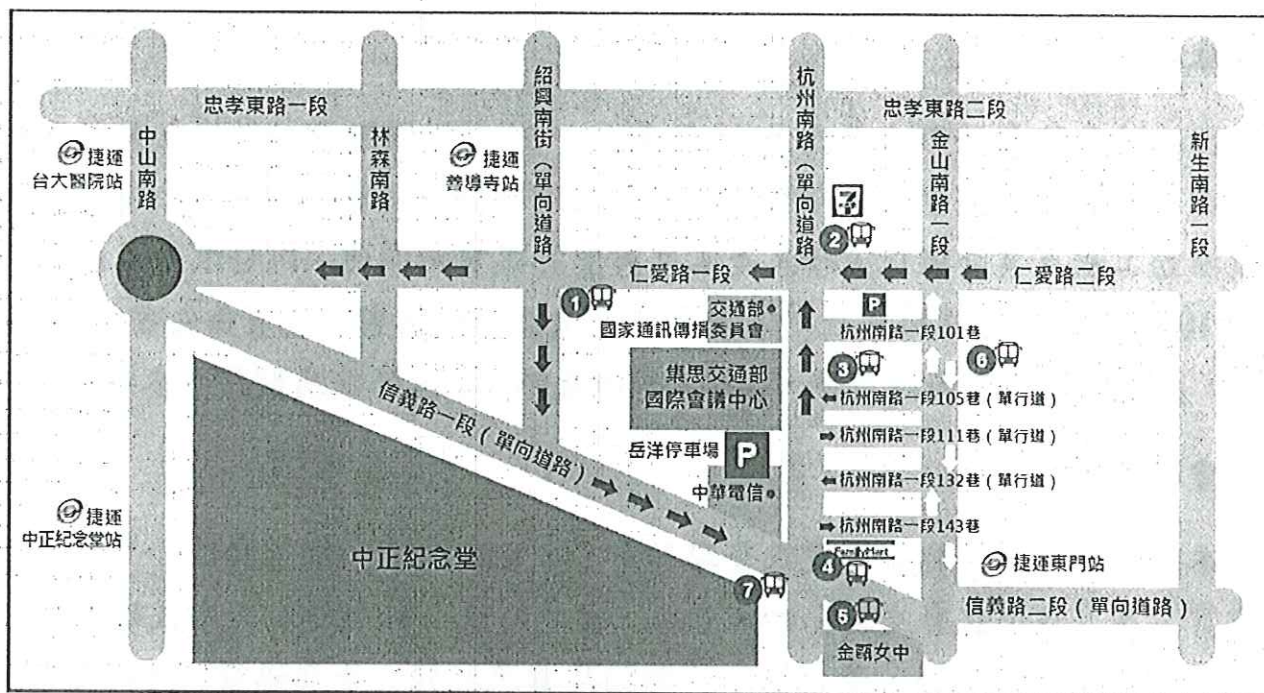 忠孝東路一段
忠孝東路二段
中山南路
林森南路
紹興南街（單向道路）
杭州南路（單向道路）
金山南路一段
新生南路一段
捷運
台大醫院站
捷運
善導寺站
7
2
仁愛路一段
仁愛路二段
1
交通部
國家通訊傳播委員會
P
杭州南路一段101巷
3
6
集思交通部
國際會議中心
杭州南路一段105巷（單行道）
信義路一段（單向道路）
杭州南路一段111巷（單行道）
岳洋停車場
P
中華電信
杭州南路一段132巷（單行道）
捷運
中正紀念堂站
杭州南路一段143巷
中正紀念堂
FamilyMart
4
捷運東門站
7
5
信義路二段（單向道路）
金甌女中